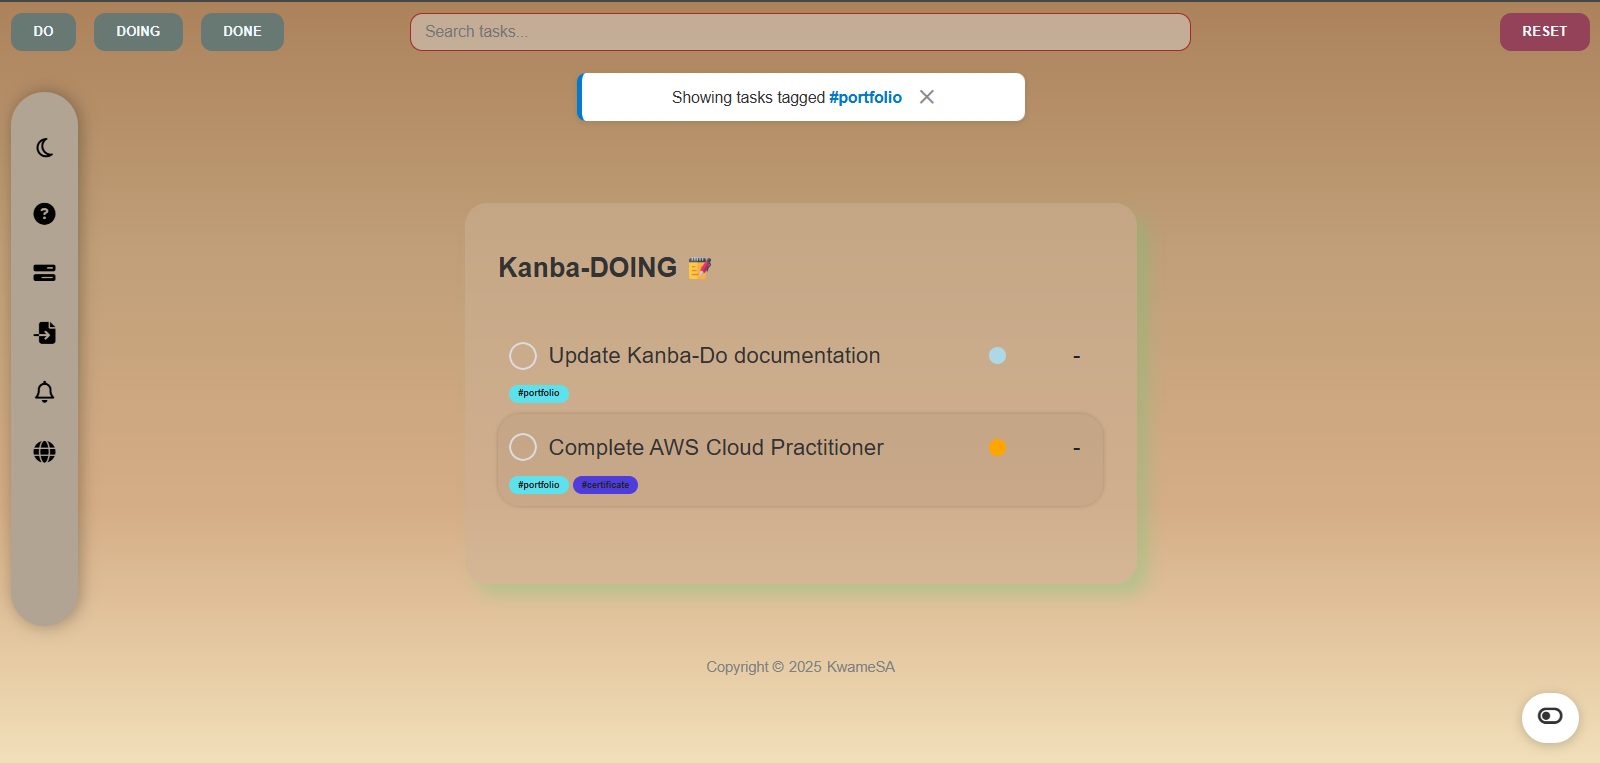 DO DOING DONE Search tasks... RESET
Showing tasks tagged #portfolio
Kanba-DOING
Update Kanba-Do documentation -
#portfolio
Complete AWS Cloud Practitioner -
#portfolio #certificate
Copyright © 2025 KwameSA